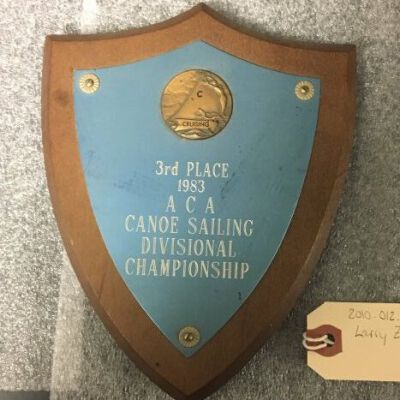 C
CRUISING
3rd PLACE
1983
A C A
CANOE SAILING
DIVISIONAL
CHAMPIONSHIP
2010.012.
Larry Z